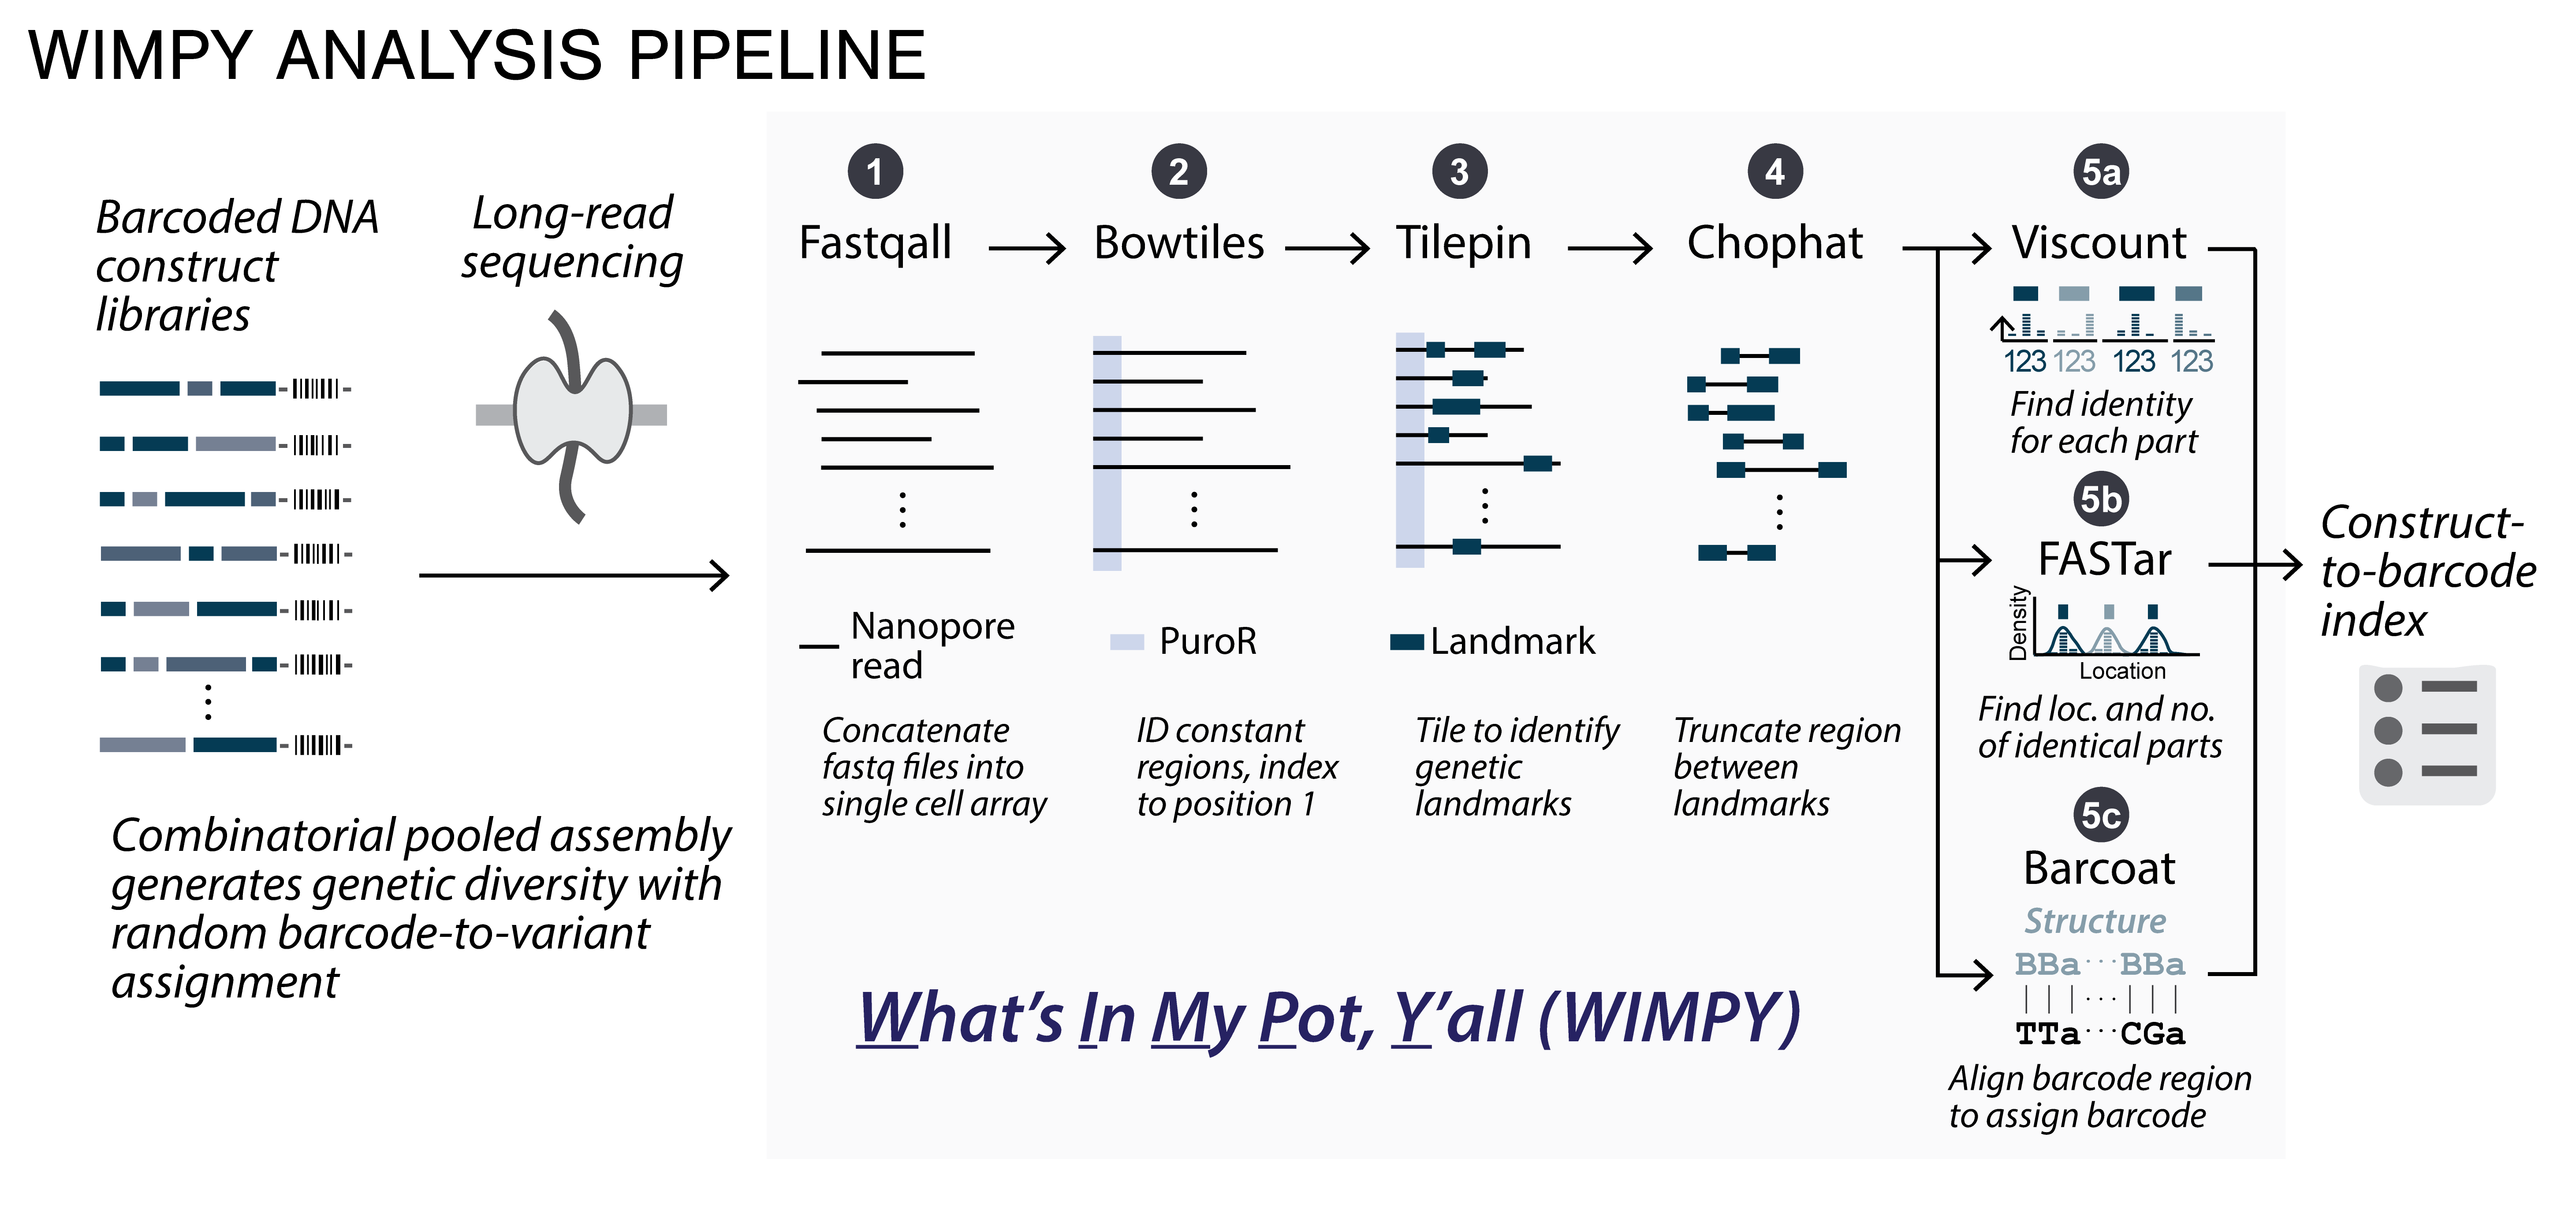 WIMPY ANALYSIS PIPELINE
Barcoded DNA
construct
libraries
Long-read
sequencing
Combinatorial pooled assembly
generates genetic diversity with
random barcode-to-variant
assignment
1
Fastqall
Nanopore
read
Concatenate
fastq files into
single cell array
2
Bowtiles
PuroR
ID constant
regions, index
to position 1
3
Tilepin
Landmark
Tile to identify
genetic
landmarks
4
Chophat
Truncate region
between
landmarks
5a
Viscount
123 123 123 123
Find identity
for each part
5b
FASTar
Density
Location
Find loc. and no.
of identical parts
5c
Barcoat
Structure
BBa···BBa
TTa···CGa
Align barcode region
to assign barcode
What's In My Pot, Y'all (WIMPY)
Construct-
to-barcode
index